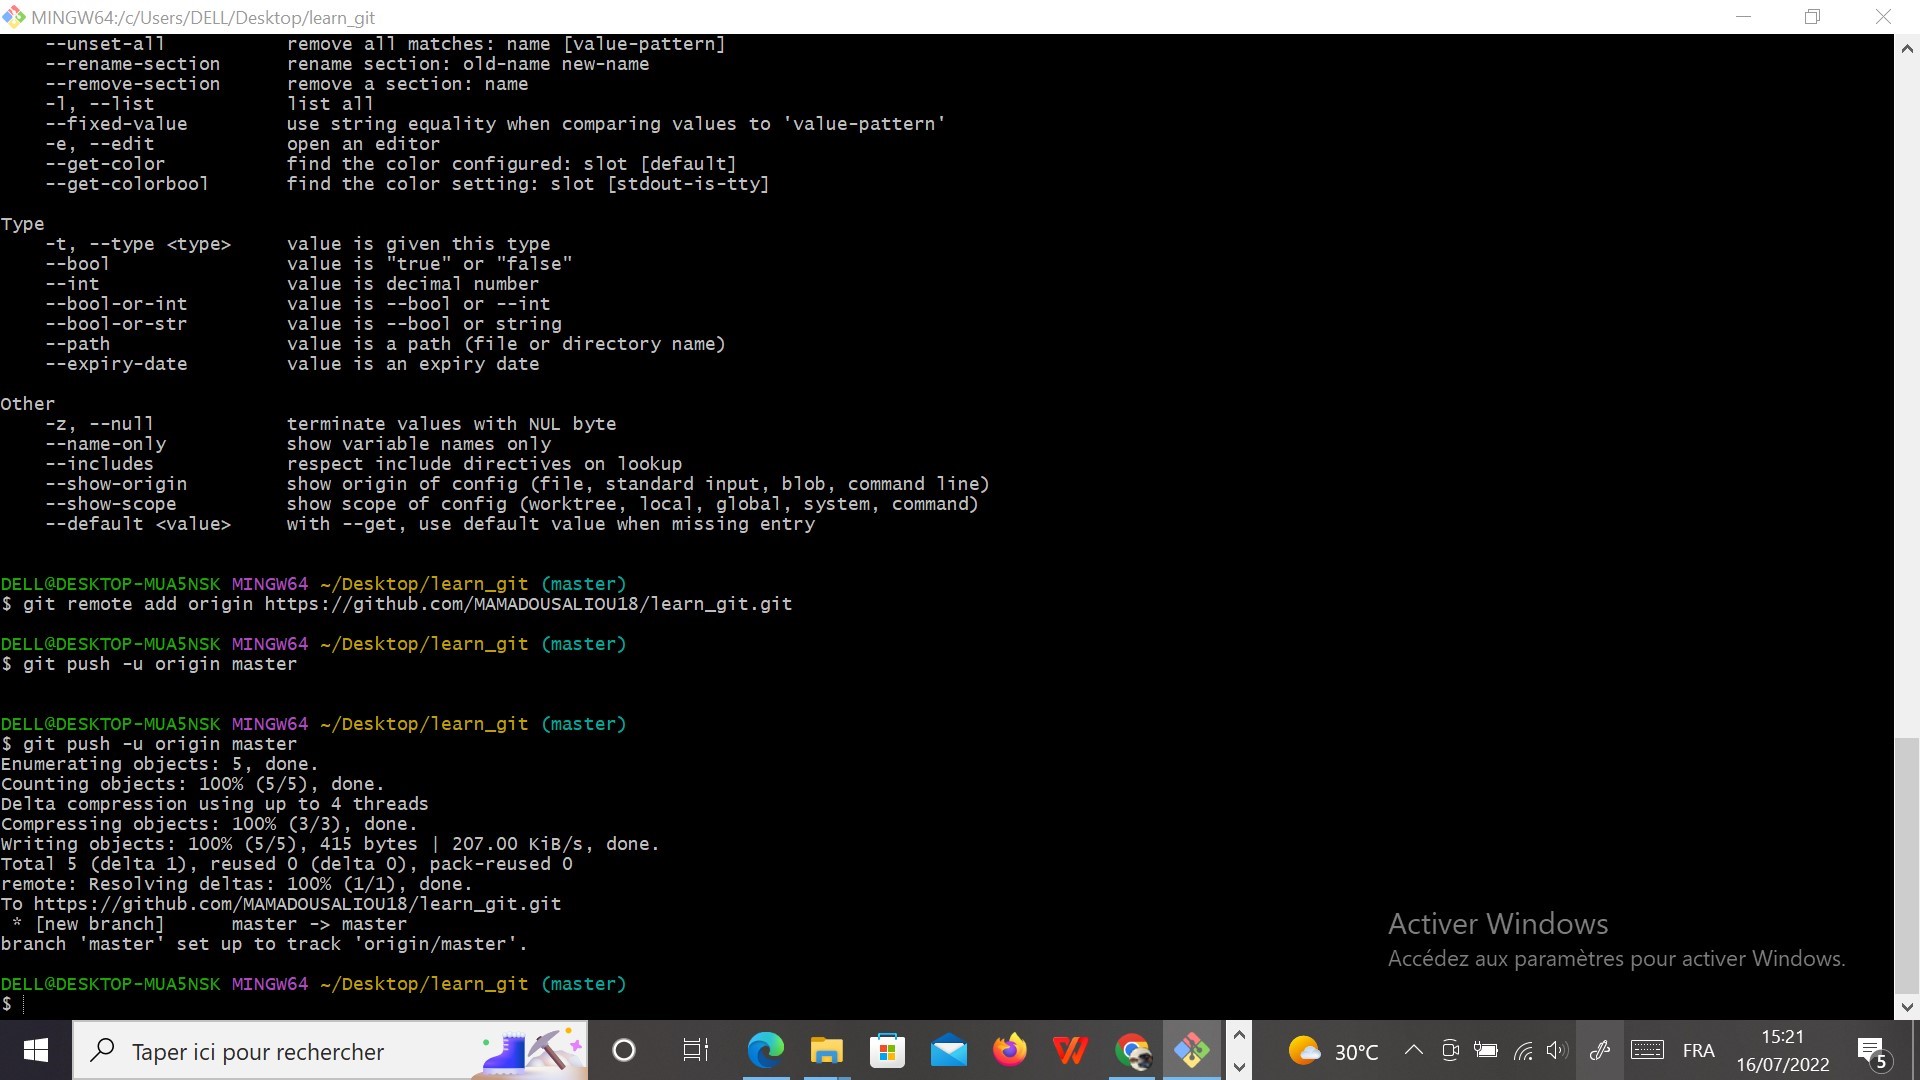 MINGW64:/c/Users/DELL/Desktop/learn_git
--unset-all remove all matches: name [value-pattern]
--rename-section rename section: old-name new-name
--remove-section remove a section: name
-l, --list list all
--fixed-value use string equality when comparing values to 'value-pattern'
-e, --edit open an editor
--get-color find the color configured: slot [default]
--get-colorbool find the color setting: slot [stdout-is-tty]
Type
-t, --type <type> value is given this type
--bool value is "true" or "false"
--int value is decimal number
--bool-or-int value is --bool or --int
--bool-or-str value is --bool or string
--path value is a path (file or directory name)
--expiry-date value is an expiry date
Other
-z, --null terminate values with NUL byte
--name-only show variable names only
--includes respect include directives on lookup
--show-origin show origin of config (file, standard input, blob, command line)
--show-scope show scope of config (worktree, local, global, system, command)
--default <value> with --get, use default value when missing entry
DELL@DESKTOP-MUA5NSK MINGW64 ~/Desktop/learn_git (master)
$ git remote add origin https://github.com/MAMADOUSALIOU18/learn_git.git
DELL@DESKTOP-MUA5NSK MINGW64 ~/Desktop/learn_git (master)
$ git push -u origin master
DELL@DESKTOP-MUA5NSK MINGW64 ~/Desktop/learn_git (master)
$ git push -u origin master
Enumerating objects: 5, done.
Counting objects: 100% (5/5), done.
Delta compression using up to 4 threads
Compressing objects: 100% (3/3), done.
Writing objects: 100% (5/5), 415 bytes | 207.00 KiB/s, done.
Total 5 (delta 1), reused 0 (delta 0), pack-reused 0
remote: Resolving deltas: 100% (1/1), done.
To https://github.com/MAMADOUSALIOU18/learn_git.git
* [new branch] master -> master
branch 'master' set up to track 'origin/master'.
DELL@DESKTOP-MUA5NSK MINGW64 ~/Desktop/learn_git (master)
$
Activer Windows
Accédez aux paramètres pour activer Windows.
Taper ici pour rechercher
30°C
FRA
15:21
16/07/2022
5